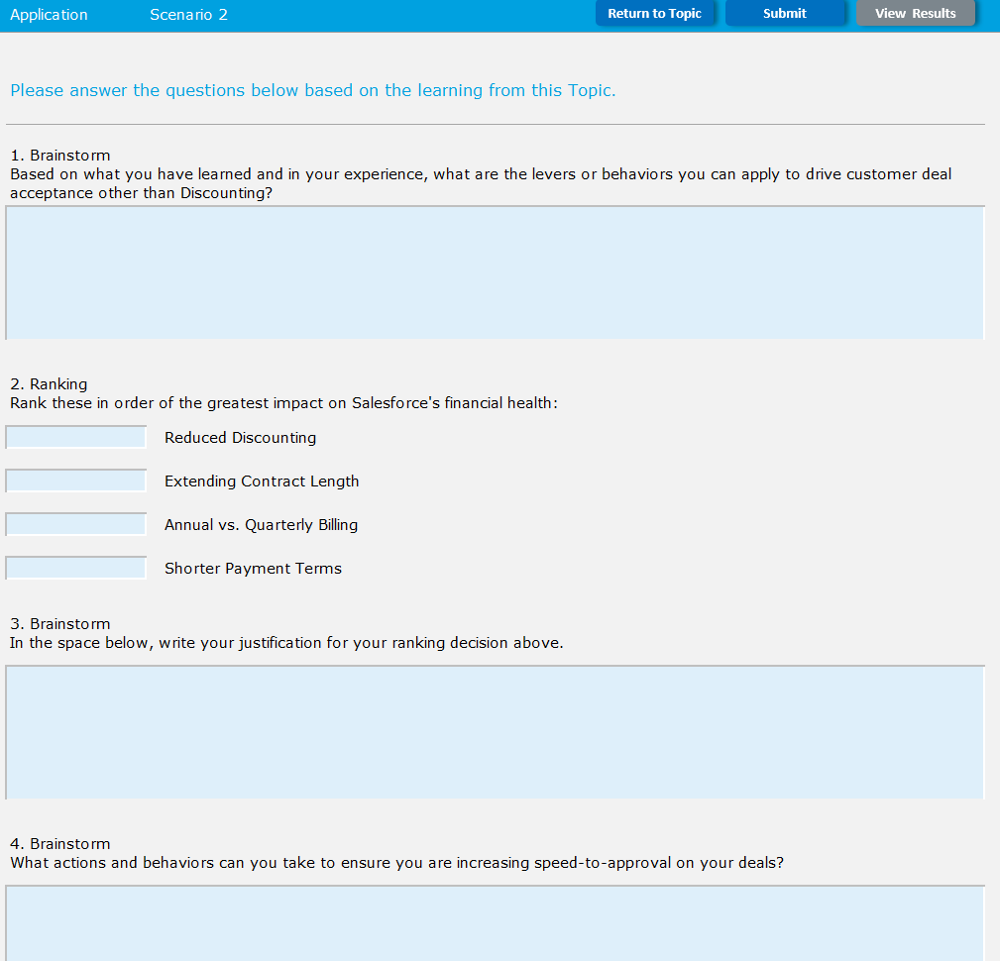 Application Scenario 2 Return to Topic Submit View Results
Please answer the questions below based on the learning from this Topic.
1. Brainstorm
Based on what you have learned and in your experience, what are the levers or behaviors you can apply to drive customer deal
acceptance other than Discounting?
2. Ranking
Rank these in order of the greatest impact on Salesforce's financial health:
Reduced Discounting
Extending Contract Length
Annual vs. Quarterly Billing
Shorter Payment Terms
3. Brainstorm
In the space below, write your justification for your ranking decision above.
4. Brainstorm
What actions and behaviors can you take to ensure you are increasing speed-to-approval on your deals?